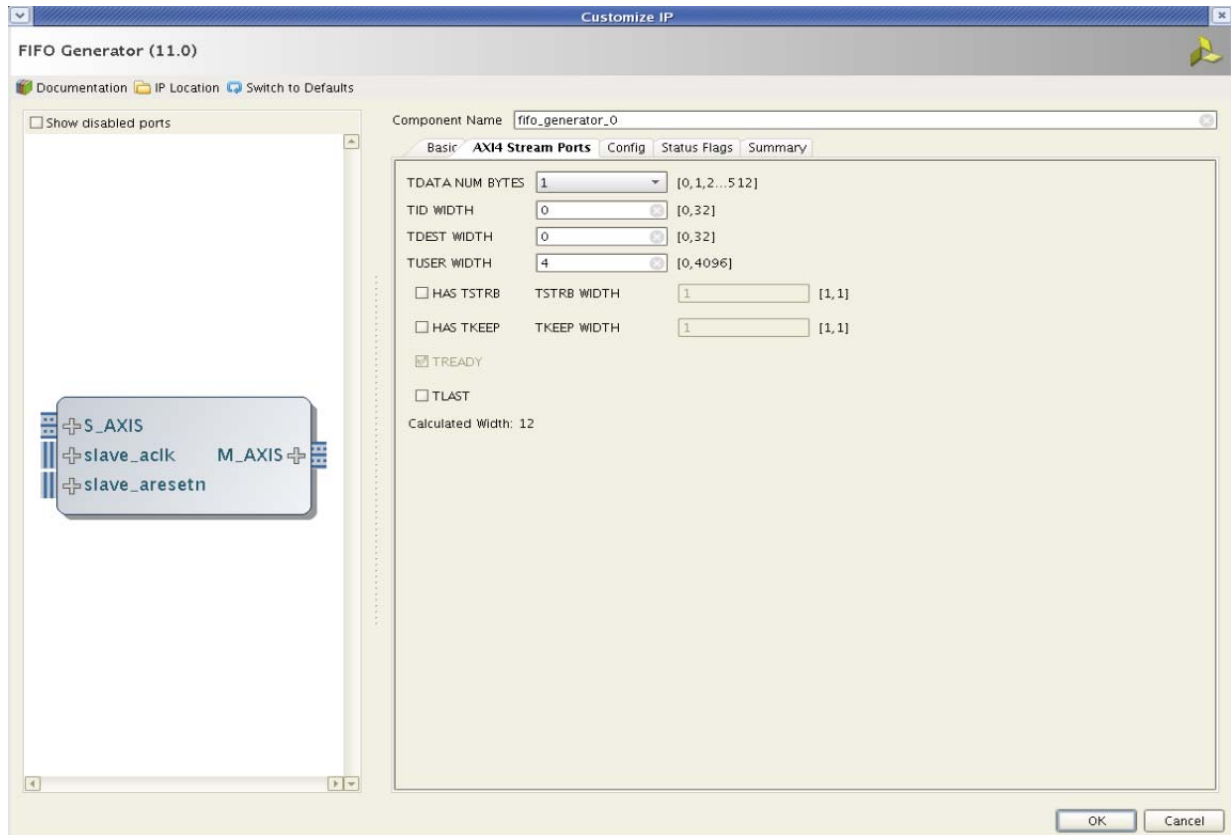 Customize IP
FIFO Generator (11.0)
Documentation IP Location Switch to Defaults
Show disabled ports
S_AXIS
slave_aclk M_AXIS
slave_aresetn
Component Name fifo_generator_0
Basic AXI4 Stream Ports Config Status Flags Summary
TDATA NUM BYTES 1 [0,1,2...512]
TID WIDTH 0 [0,32]
TDEST WIDTH 0 [0,32]
TUSER WIDTH 4 [0,4096]
HAS TSTRB TSTRB WIDTH 1 [1,1]
HAS TKEEP TKEEP WIDTH 1 [1,1]
TREADY
TLAST
Calculated Width: 12
OK Cancel